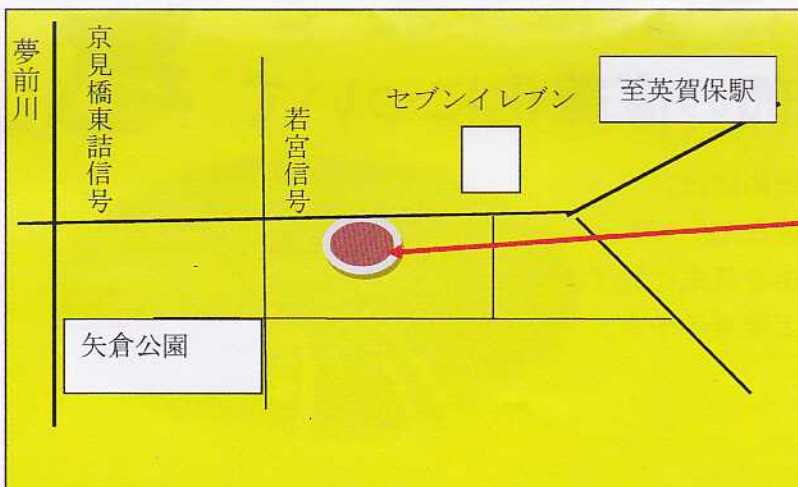 夢前川
京見橋東詰信号
若宮信号
セブンイレブン
至英賀保駅
矢倉公園